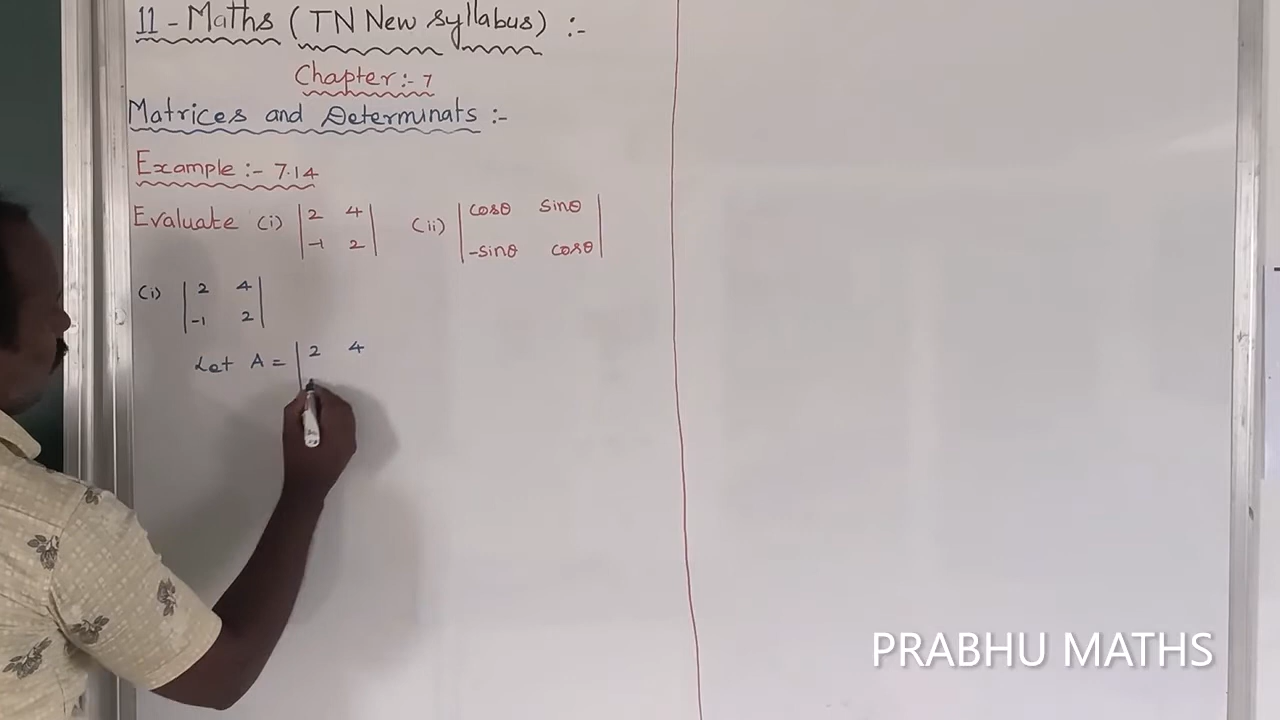 11 - Maths ( TN New syllabus) :-
Chapter :- 7
Matrices and Determinats :-
Example :- 7.14
Evaluate (i) | 2 4 | (ii) | cosθ sinθ |
| -1 2 | | -sinθ cosθ |
(i) | 2 4 |
| -1 2 |
Let A = | 2 4
PRABHU MATHS